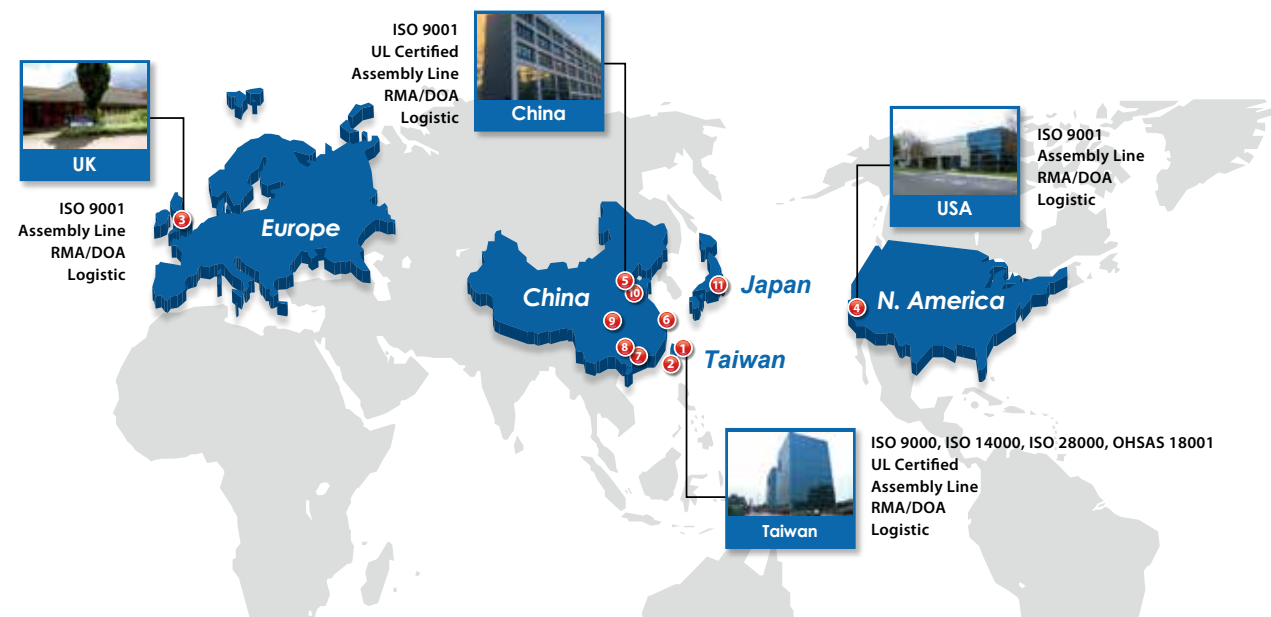 ISO 9001
UL Certified
Assembly Line
RMA/DOA
Logistic
China
UK
ISO 9001
Assembly Line
RMA/DOA
Logistic
USA
ISO 9001
Assembly Line
RMA/DOA
Logistic
3
Europe
China
5
10
9
6
8
7
1
2
11
Japan
Taiwan
4
N. America
Taiwan
ISO 9000, ISO 14000, ISO 28000, OHSAS 18001
UL Certified
Assembly Line
RMA/DOA
Logistic